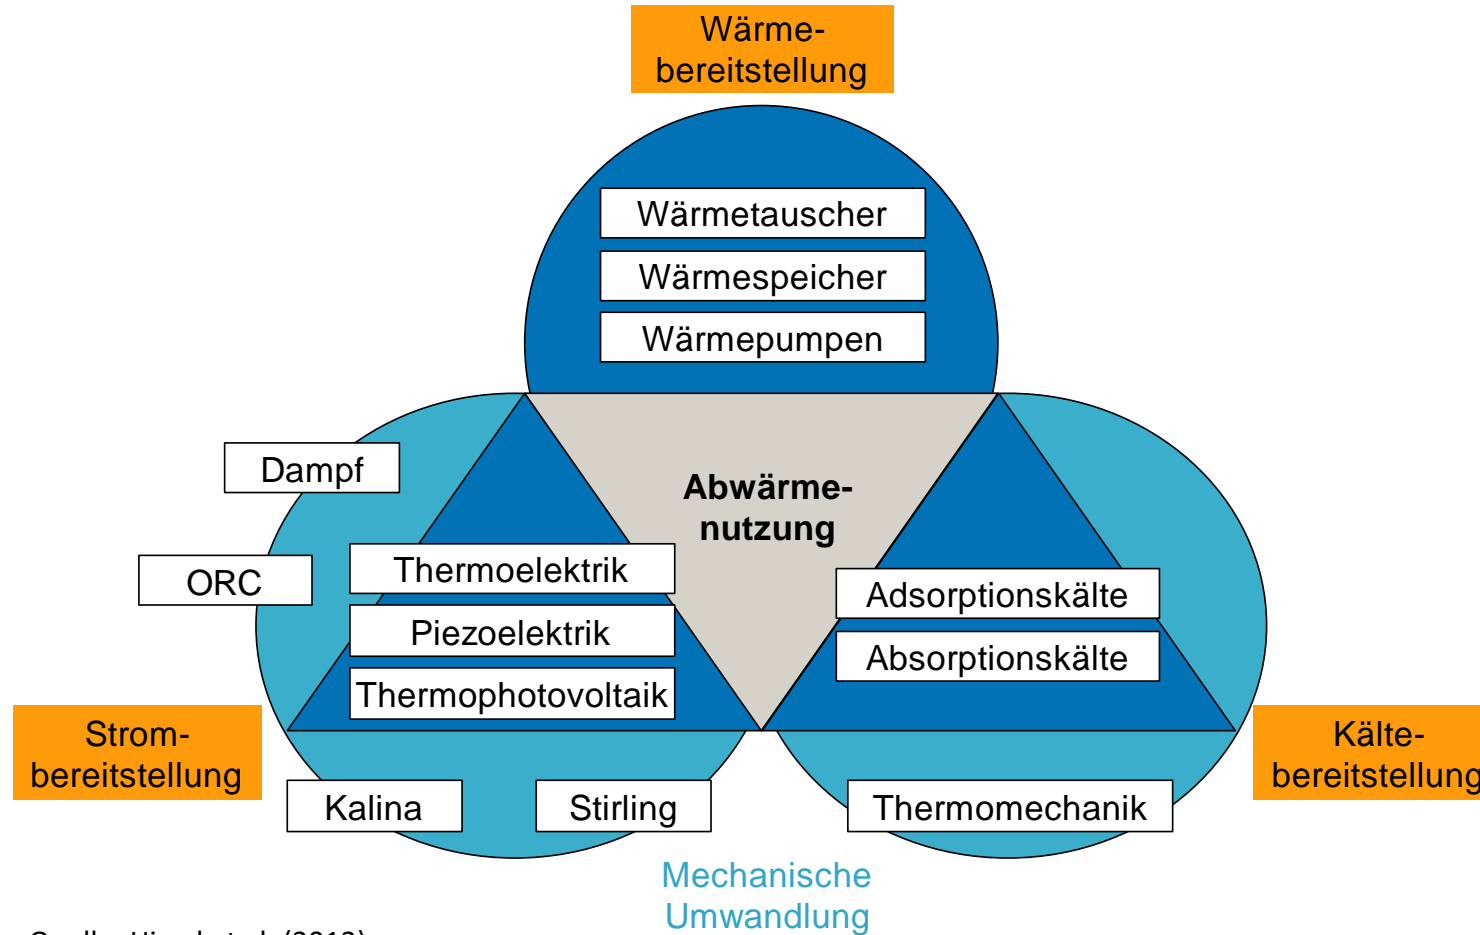 Wärme-
bereitstellung
Wärmetauscher
Wärmespeicher
Wärmepumpen
Dampf
Abwärme-
nutzung
ORC
Thermoelektrik
Piezoelektrik
Thermophotovoltaik
Adsorptionskälte
Absorptionskälte
Strom-
bereitstellung
Kälte-
bereitstellung
Kalina
Stirling
Thermomechanik
Mechanische
Umwandlung